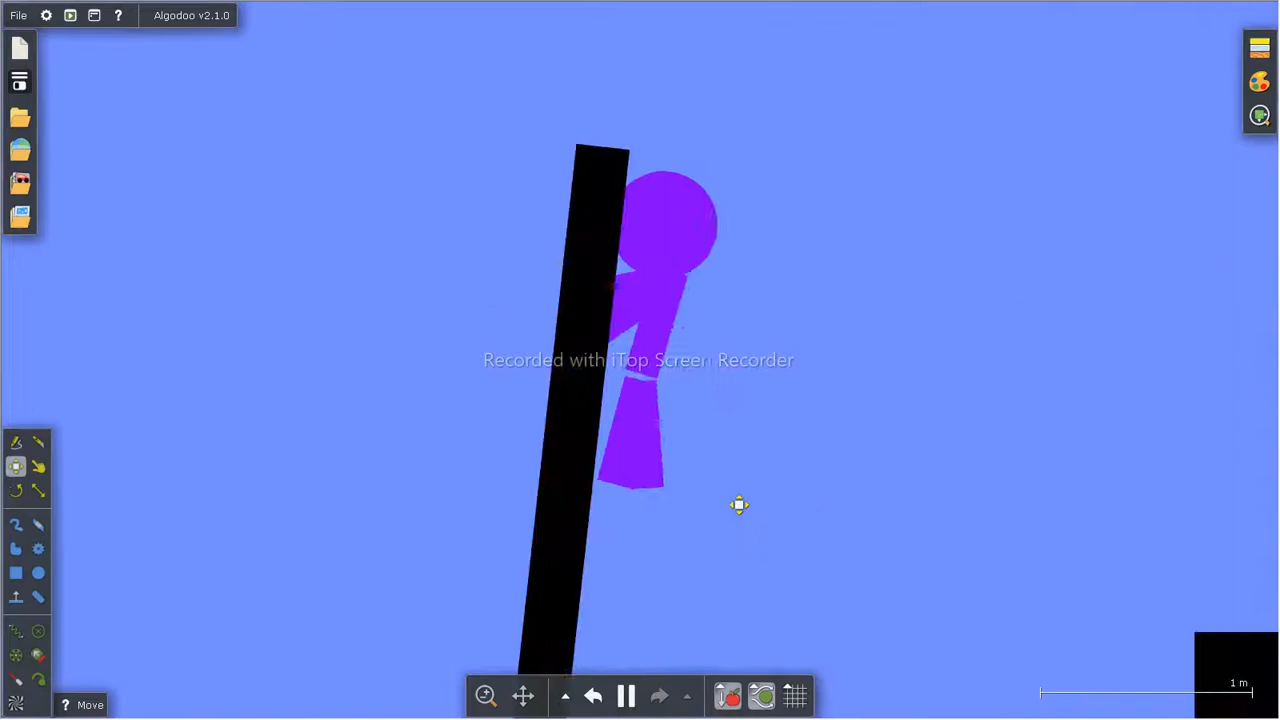 File
? Algodoo v2.1.0
Recorded with iTop Screen Recorder
1 m
? Move